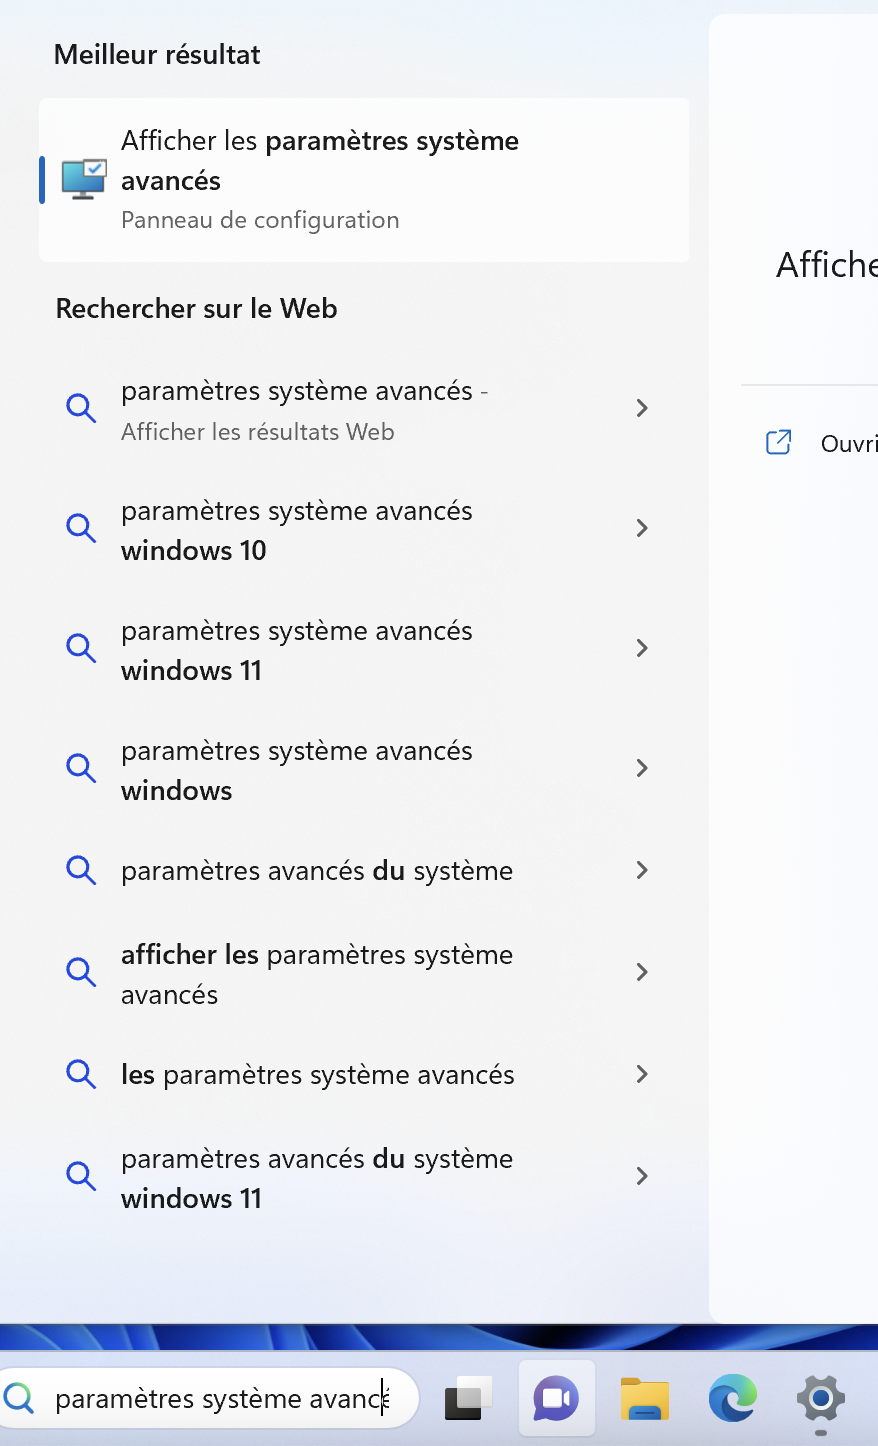 Meilleur résultat
Afficher les paramètres système
avancés
Panneau de configuration
Rechercher sur le Web
paramètres système avancés -
Afficher les résultats Web
paramètres système avancés
windows 10
paramètres système avancés
windows 11
paramètres système avancés
windows
paramètres avancés du système
afficher les paramètres système
avancés
les paramètres système avancés
paramètres avancés du système
windows 11
Affiche
Ouvri
paramètres système avancé